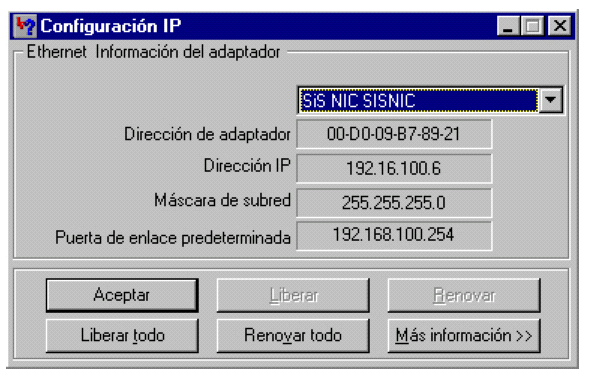 Configuración IP
Ethernet Información del adaptador
SiS NIC SISNIC
Dirección de adaptador 00-D0-09-B7-89-21
Dirección IP 192.16.100.6
Máscara de subred 255.255.255.0
Puerta de enlace predeterminada 192.168.100.254
Aceptar Liberar Renovar
Liberar todo Renovar todo Más información >>